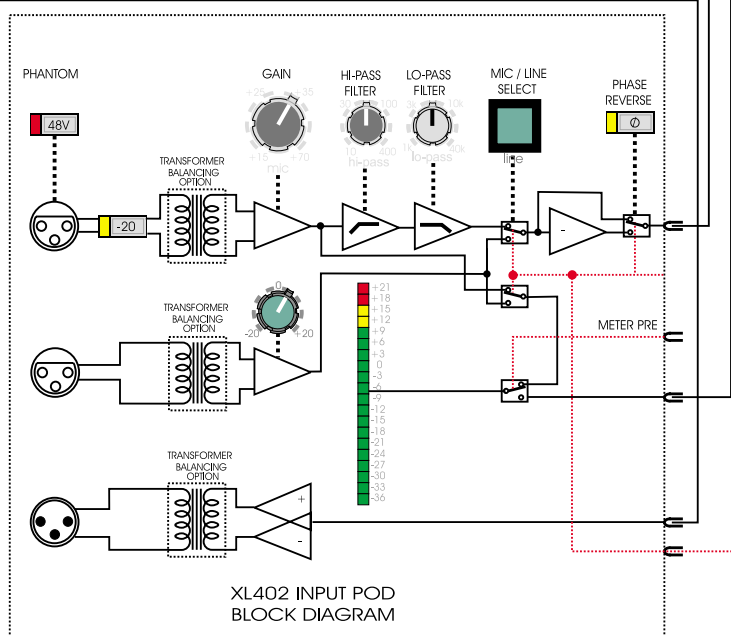 PHANTOM
GAIN
HI-PASS
FILTER
LO-PASS
FILTER
MIC / LINE
SELECT
PHASE
REVERSE
48V
+25
+35
+15
+70
mic
30
100
10
400
hi-pass
3k
10k
1k
40k
lo-pass
line
Ø
TRANSFORMER
BALANCING
OPTION
-20
-
TRANSFORMER
BALANCING
OPTION
0
-20
+20
+21
+18
+15
+12
+9
+6
+3
0
-3
-6
-9
-12
-15
-18
-21
-24
-27
-30
-33
-36
METER PRE
TRANSFORMER
BALANCING
OPTION
+
-
XL402 INPUT POD
BLOCK DIAGRAM